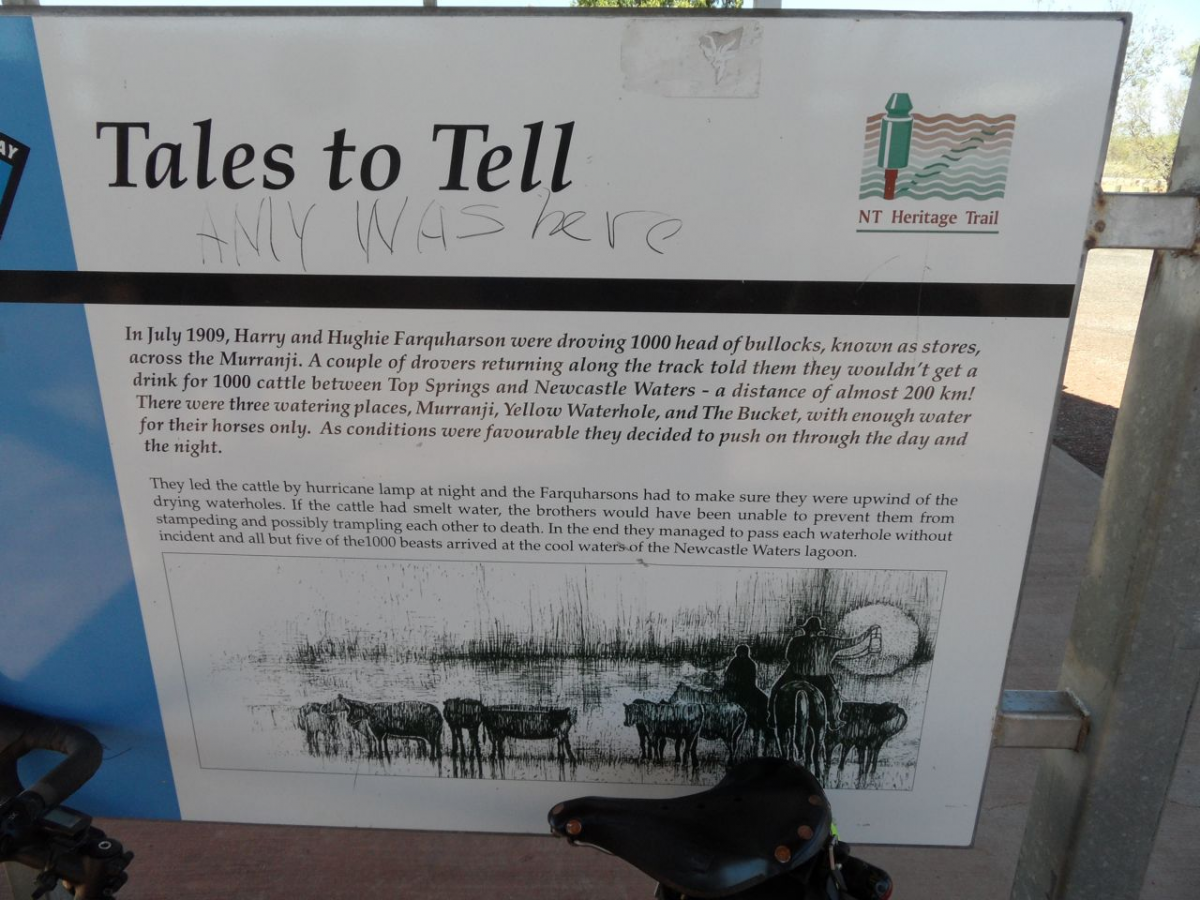 AY
Tales to Tell
AMY WAS here
NT Heritage Trail
In July 1909, Harry and Hughie Farquharson were droving 1000 head of bullocks, known as stores,
across the Murranji. A couple of drovers returning along the track told them they wouldn't get a
drink for 1000 cattle between Top Springs and Newcastle Waters - a distance of almost 200 km!
There were three watering places, Murranji, Yellow Waterhole, and The Bucket, with enough water
for their horses only. As conditions were favourable they decided to push on through the day and
the night.
They led the cattle by hurricane lamp at night and the Farquharsons had to make sure they were upwind of the
drying waterholes. If the cattle had smelt water, the brothers would have been unable to prevent them from
stampeding and possibly trampling each other to death. In the end they managed to pass each waterhole without
incident and all but five of the1000 beasts arrived at the cool waters of the Newcastle Waters lagoon.